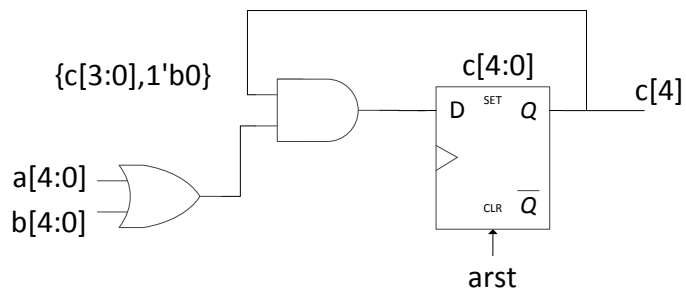 c[4:0]
{c[3:0],1'b0}
c[4]
D SET Q
a[4:0]
b[4:0]
CLR Q
arst